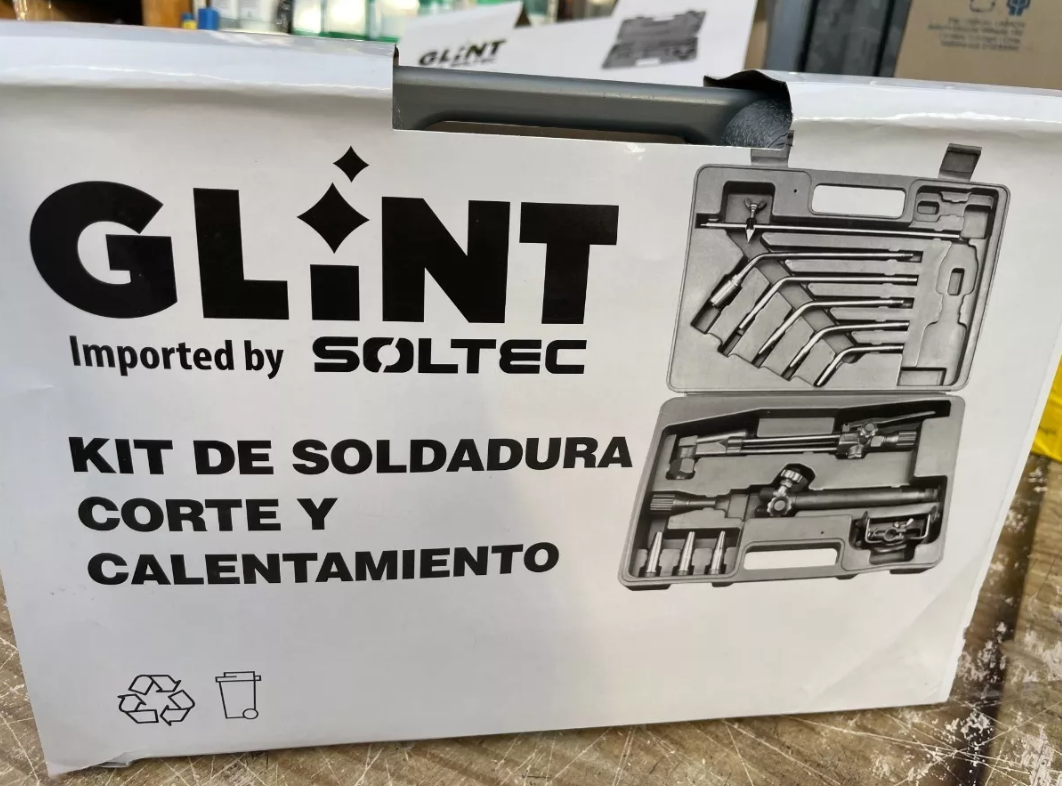 GLiNT
GLiNT
Imported by SOLTEC
KIT DE SOLDADURA
CORTE Y
CALENTAMIENTO